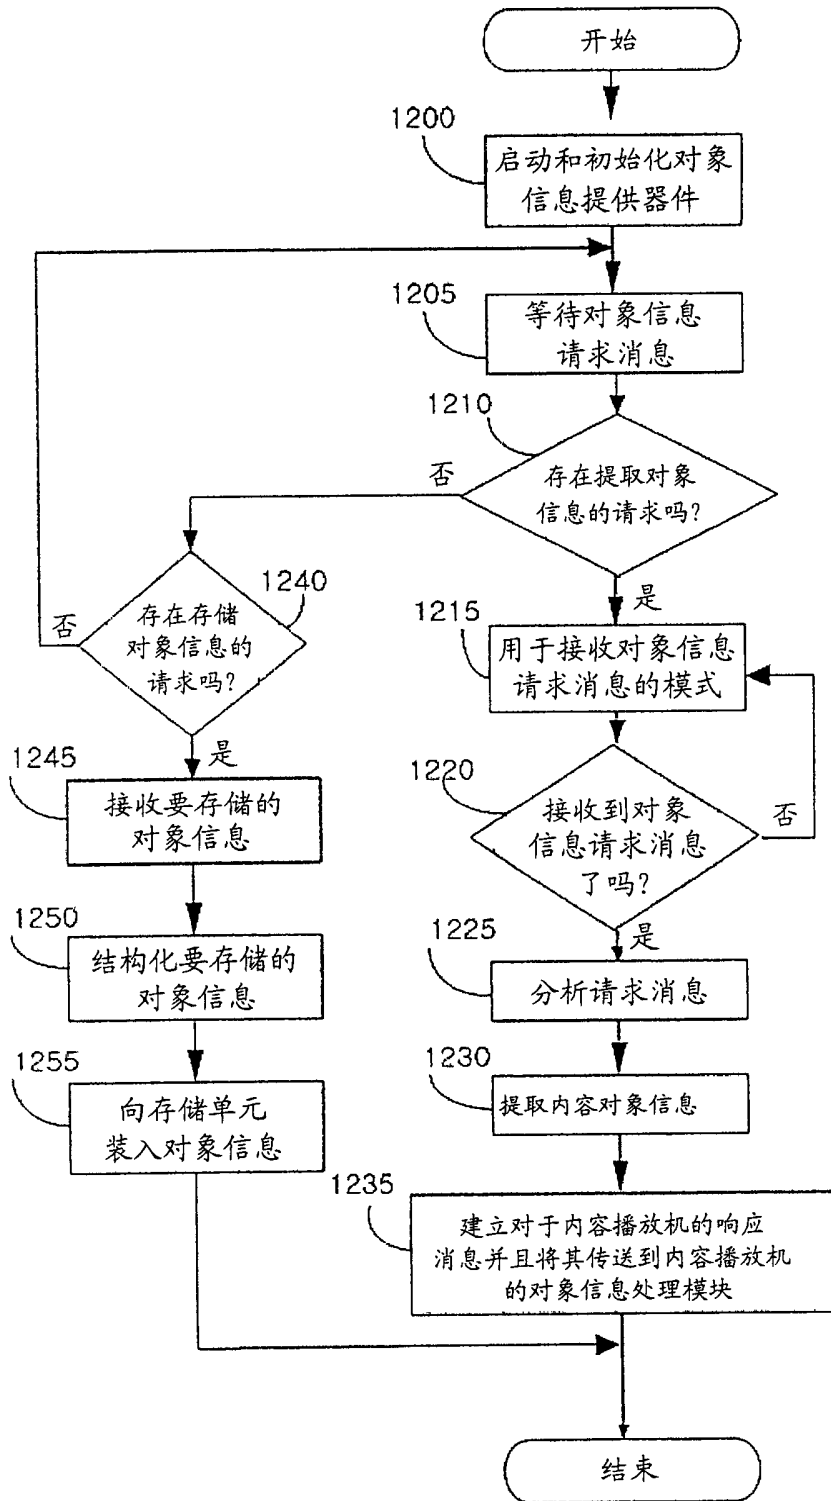 开始
1200
启动和初始化对象
信息提供器件
1205
等待对象信息
请求消息
1210
存在提取对象
信息的请求吗?
否
是
1240
存在存储
对象信息的
请求吗?
否
是
1215
用于接收对象信息
请求消息的模式
1220
接收到对象
信息请求消息
了吗?
否
是
1245
接收要存储的
对象信息
1250
结构化要存储的
对象信息
1255
向存储单元
装入对象信息
1225
分析请求消息
1230
提取内容对象信息
1235
建立对于内容播放机的响应
消息并且将其传送到内容播放机
的对象信息处理模块
结束